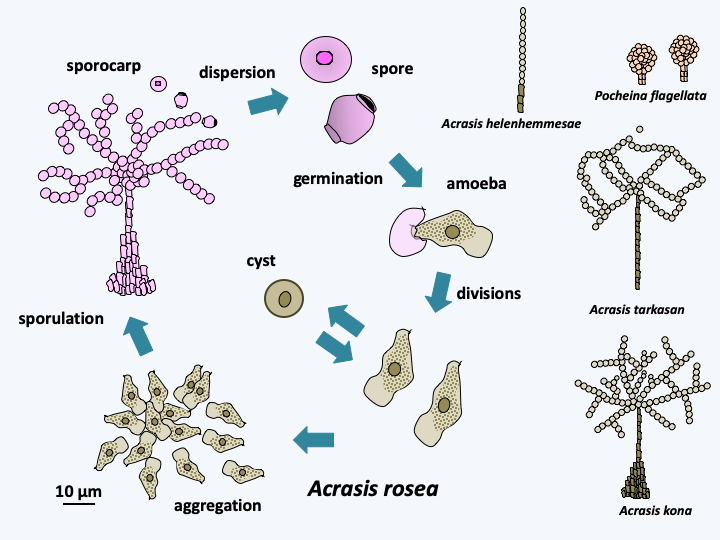 sporocarp
dispersion
spore
germination
amoeba
divisions
cyst
sporulation
aggregation
10 µm
Acrasis rosea
Acrasis helenhemmesae
Pocheina flagellata
Acrasis tarkasan
Acrasis kona